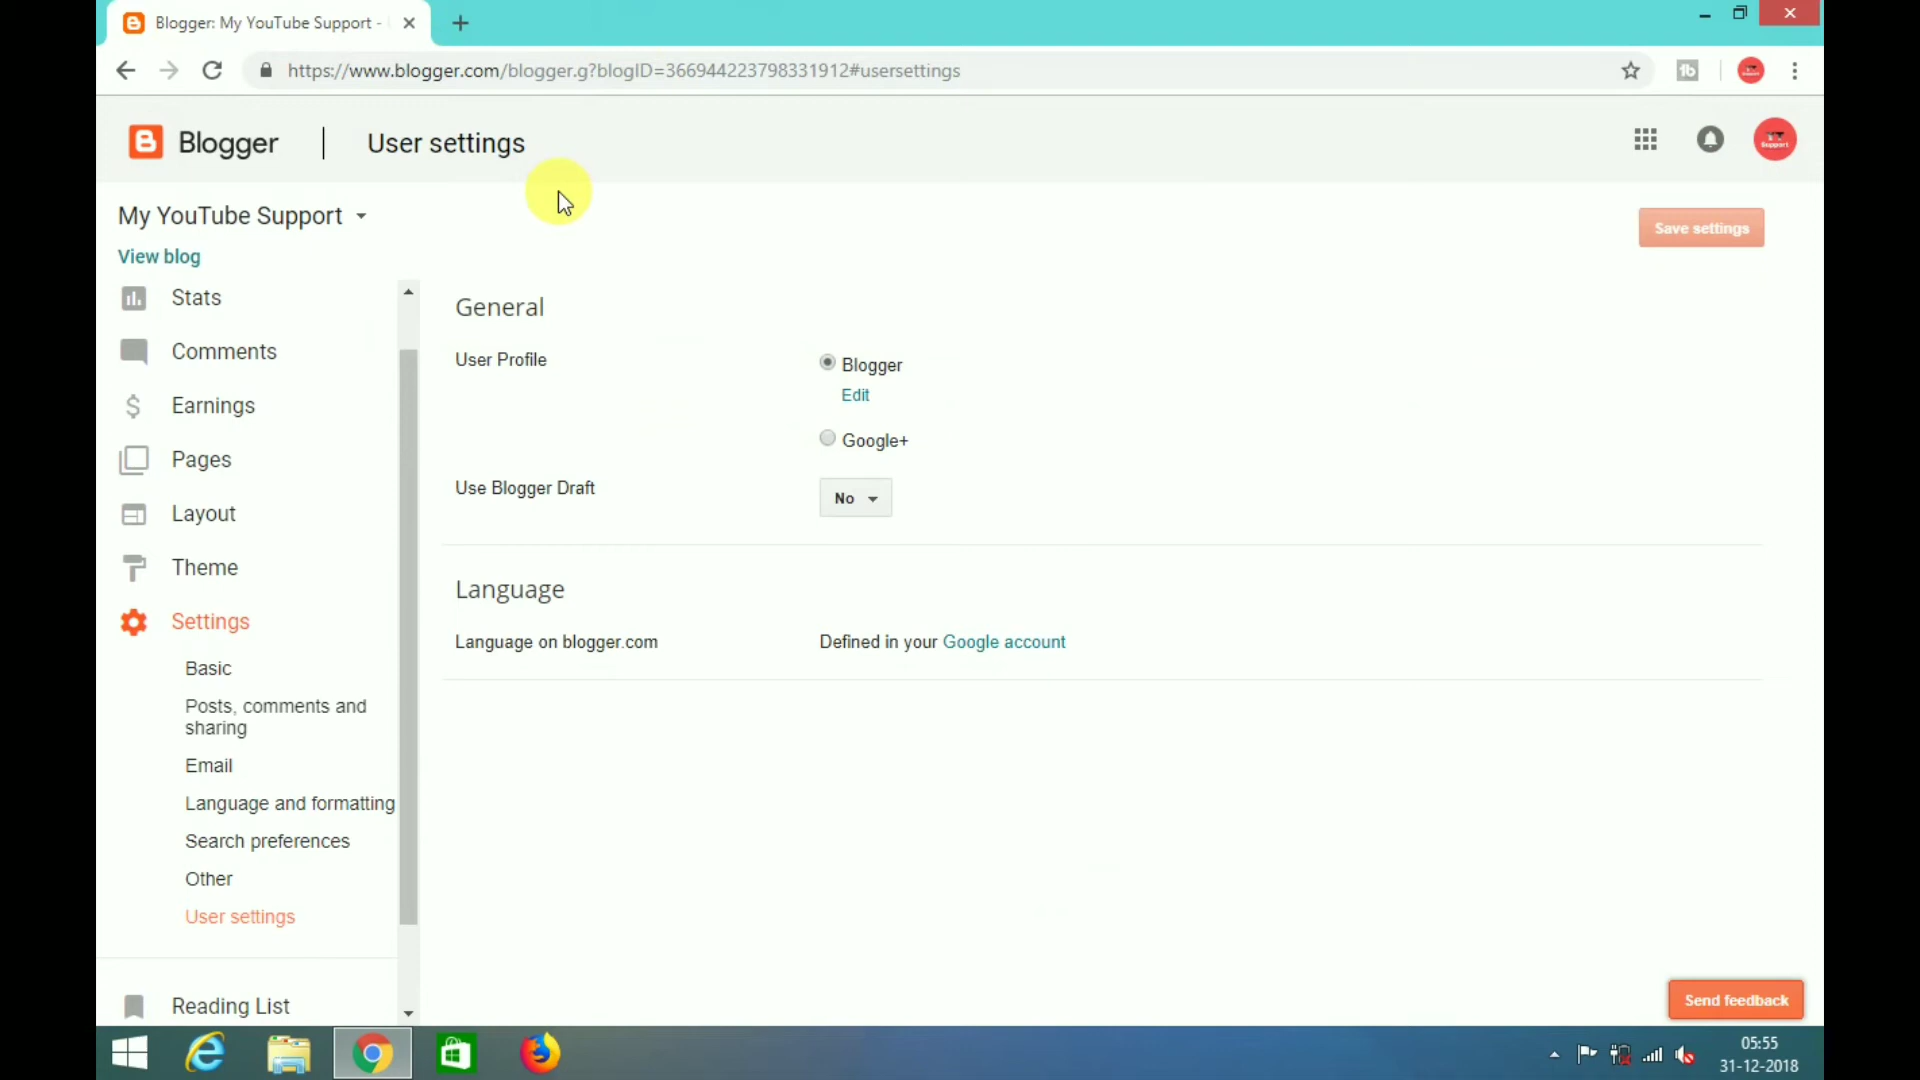 Blogger: My YouTube Support -
https://www.blogger.com/blogger.g?blogID=366944223798331912#usersettings
Blogger
User settings
Support
My YouTube Support
Save settings
View blog
Stats
Comments
Earnings
Pages
Layout
Theme
Settings
Basic
Posts, comments and
sharing
Email
Language and formatting
Search preferences
Other
User settings
Reading List
General
User Profile
Blogger
Edit
Google+
Use Blogger Draft
No
Language
Language on blogger.com
Defined in your Google account
Send feedback
05:55
31-12-2018